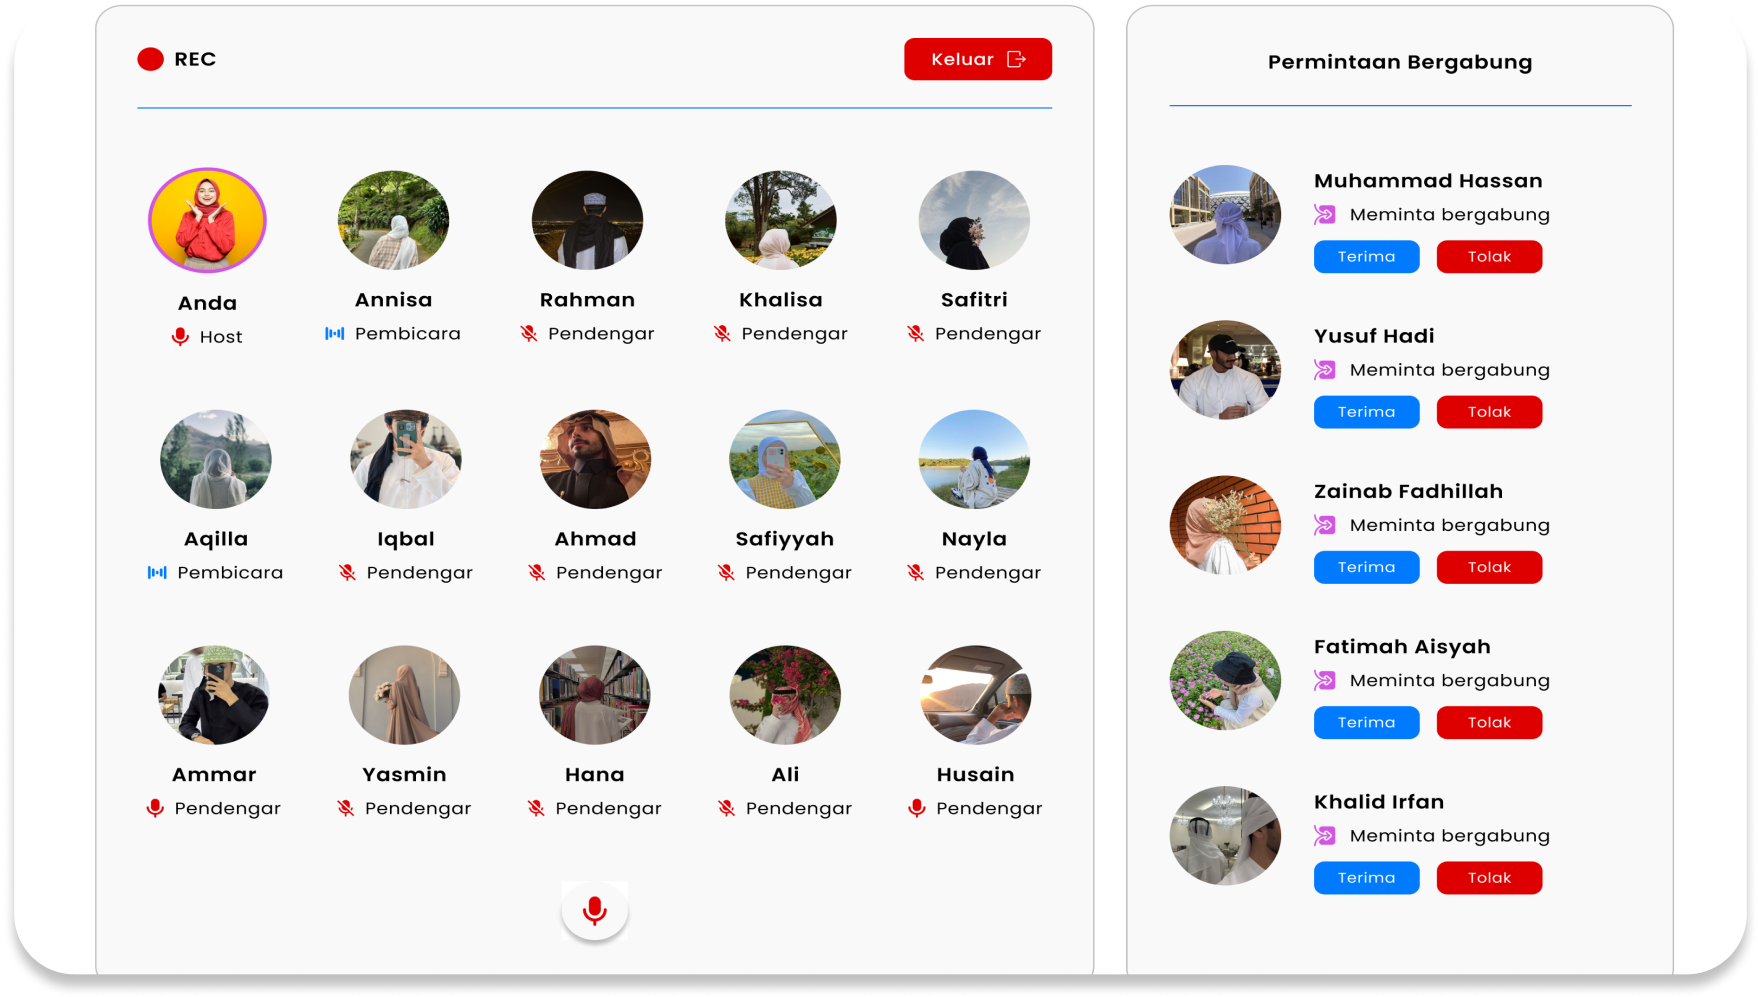 REC
Keluar
Anda
Host
Annisa
Pembicara
Rahman
Pendengar
Khalisa
Pendengar
Safitri
Pendengar
Aqilla
Pembicara
Iqbal
Pendengar
Ahmad
Pendengar
Safiyyah
Pendengar
Nayla
Pendengar
Ammar
Pendengar
Yasmin
Pendengar
Hana
Pendengar
Ali
Pendengar
Husain
Pendengar
Permintaan Bergabung
Muhammad Hassan
Meminta bergabung
Terima Tolak
Yusuf Hadi
Meminta bergabung
Terima Tolak
Zainab Fadhillah
Meminta bergabung
Terima Tolak
Fatimah Aisyah
Meminta bergabung
Terima Tolak
Khalid Irfan
Meminta bergabung
Terima Tolak